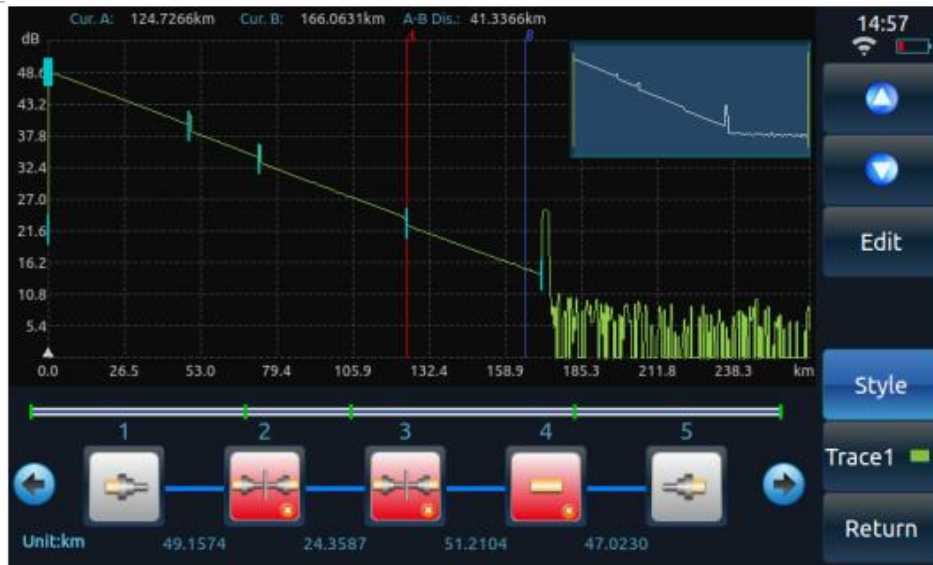 Cur. A: 124.7266km Cur. B: 166.0631km A-B Dis.: 41.3366km
14:57
dB
A
B
48.6
43.2
37.8
32.4
27.0
21.6
16.2
10.8
5.4
0.0 26.5 53.0 79.4 105.9 132.4 158.9 185.3 211.8 238.3 km
Edit
Style
Trace1
Return
1 2 3 4 5
Unit:km 49.1574 24.3587 51.2104 47.0230